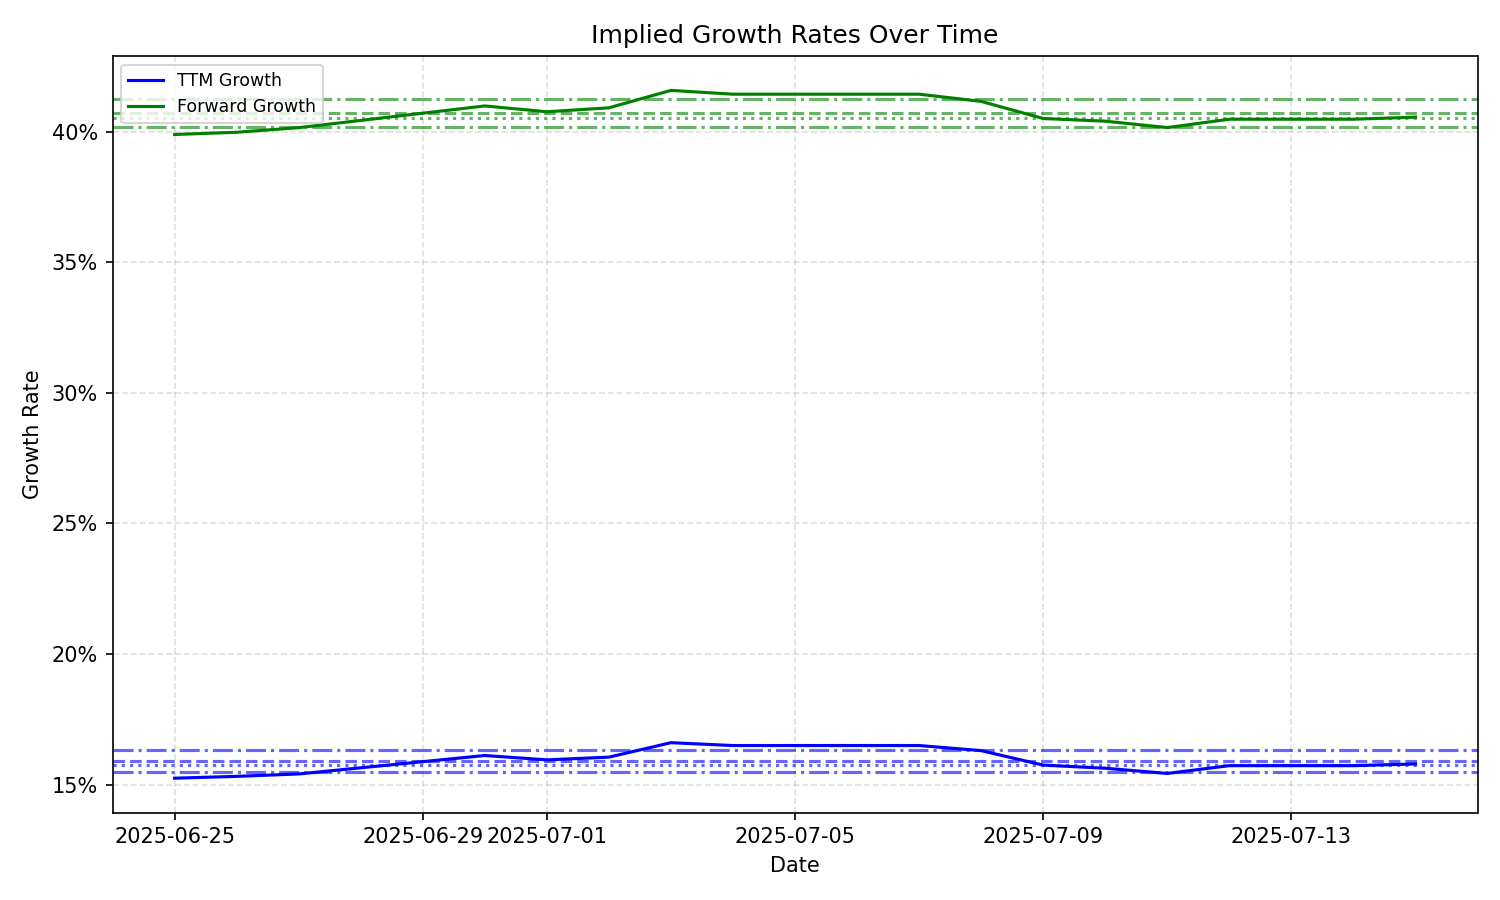 Implied Growth Rates Over Time
TTM Growth
Forward Growth
40%
35%
30%
25%
20%
15%
Growth Rate
2025-06-25 2025-06-29 2025-07-01 2025-07-05 2025-07-09 2025-07-13
Date